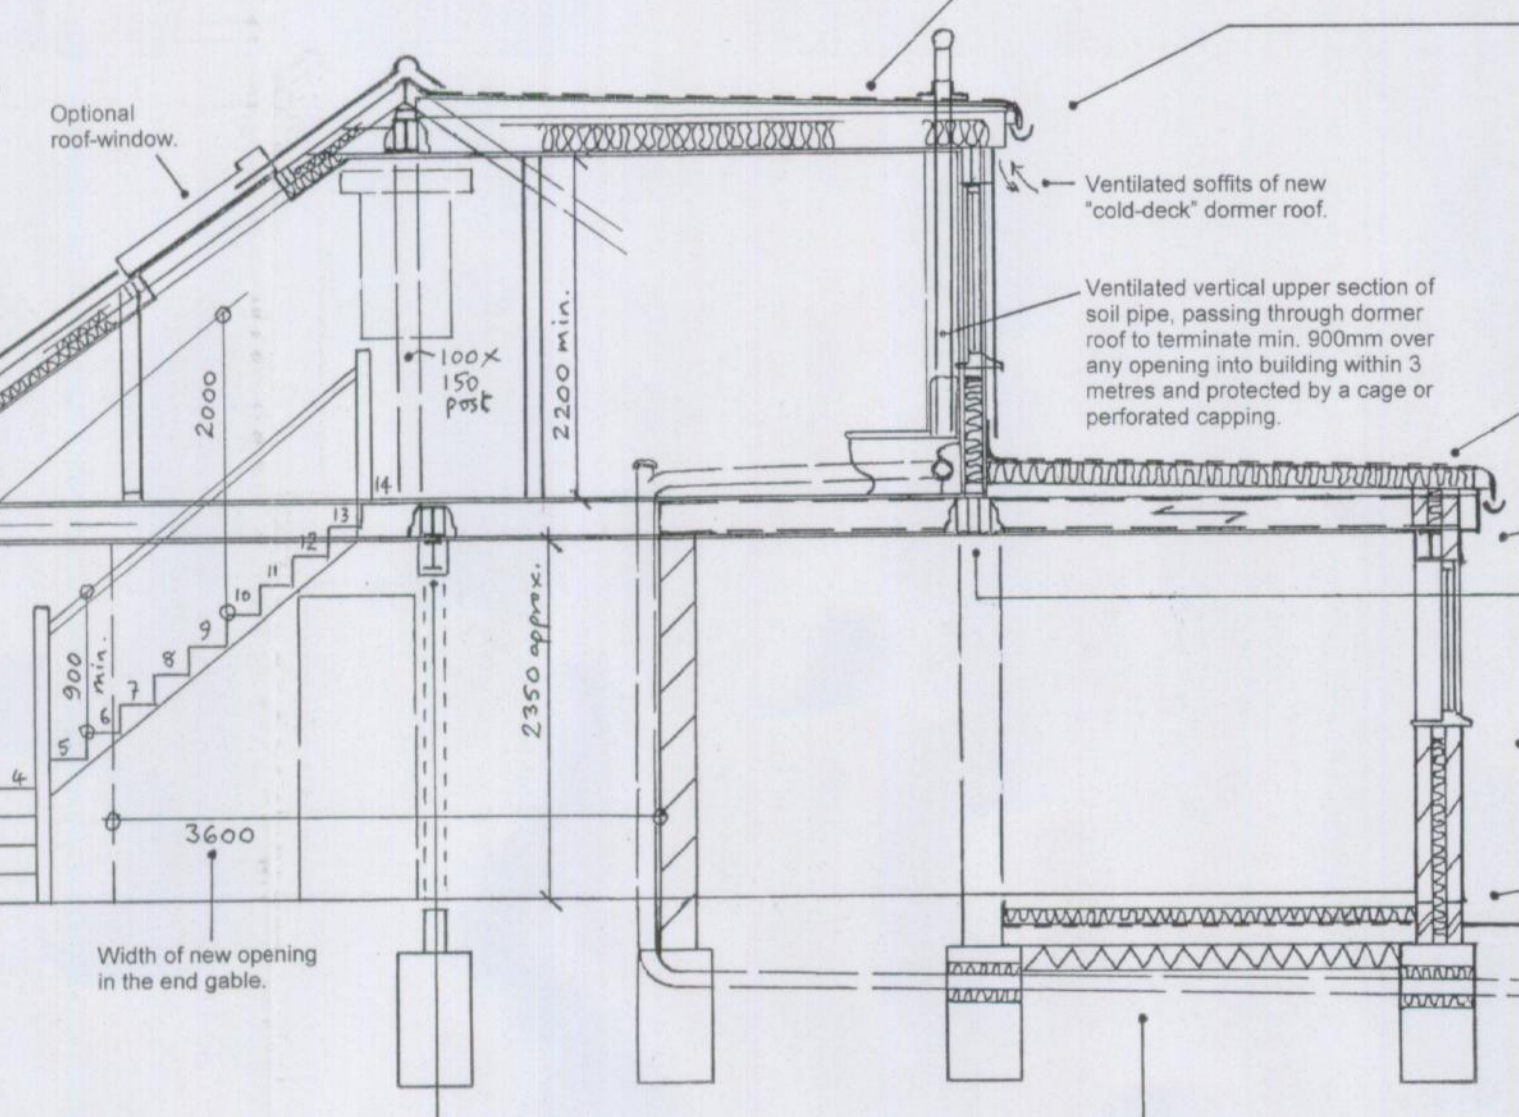 Optional
roof-window.
Ventilated soffits of new
"cold-deck" dormer roof.
Ventilated vertical upper section of
soil pipe, passing through dormer
roof to terminate min. 900mm over
any opening into building within 3
metres and protected by a cage or
perforated capping.
100 x
150
post
2200 min.
2000
14
13
12
11
10
9
8
7
6
5
4
900
min.
2350 approx.
3600
Width of new opening
in the end gable.